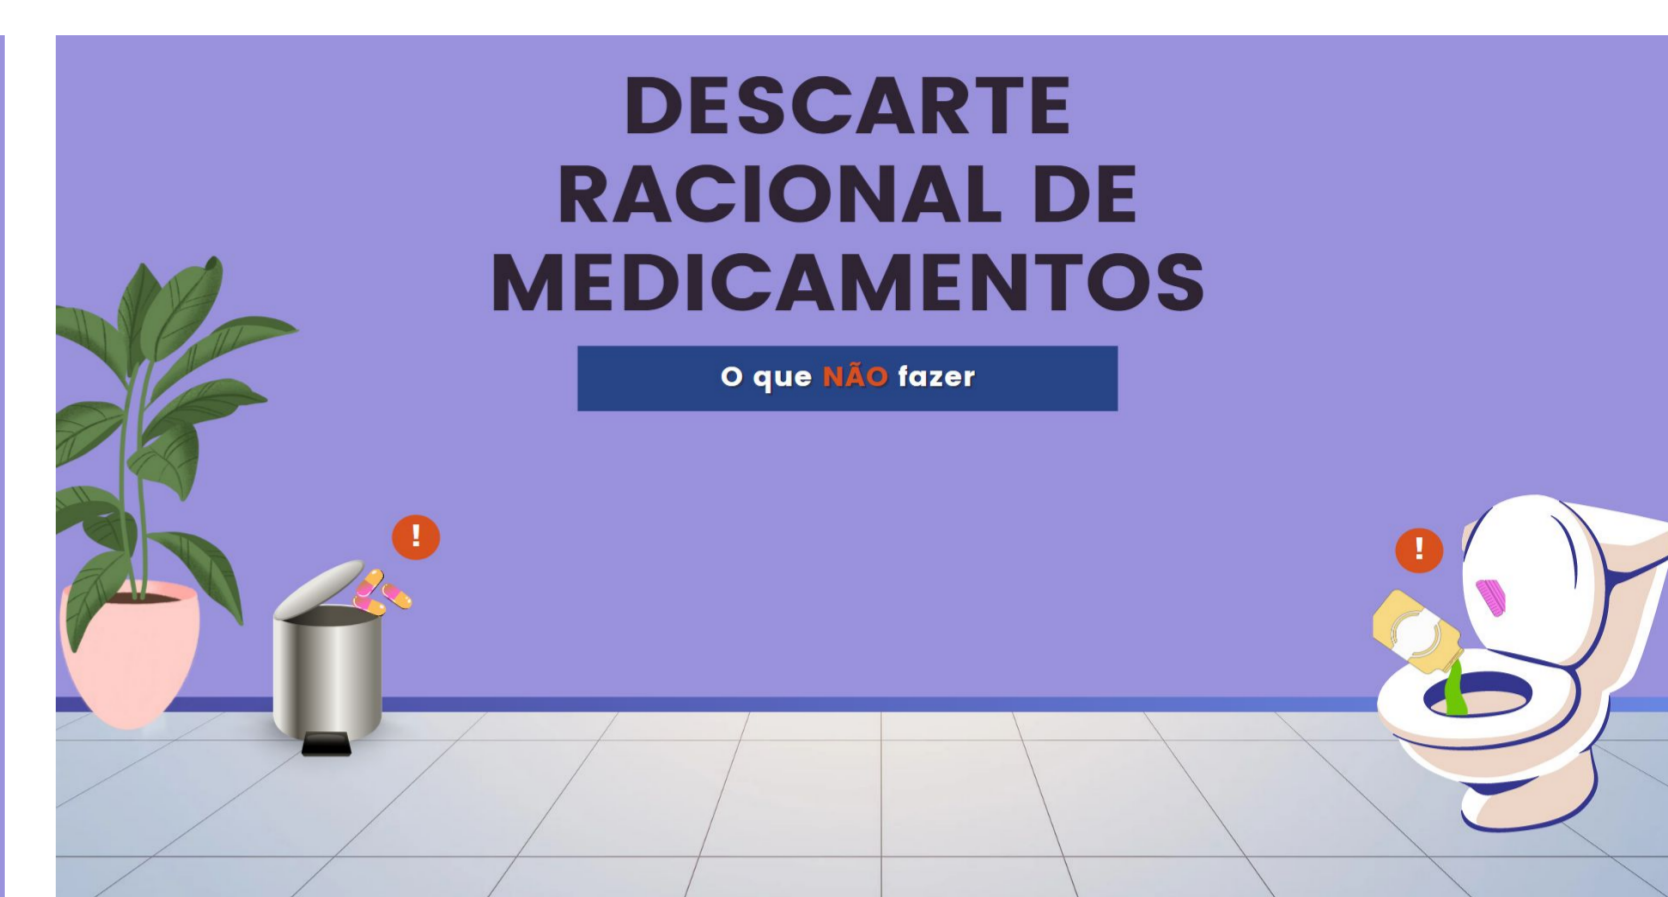 DESCARTE
RACIONAL DE
MEDICAMENTOS
O que NÃO fazer
!
!